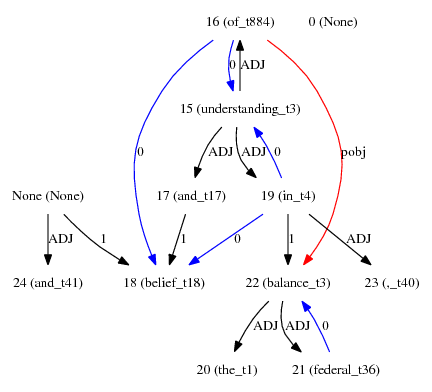 16 (of_t884) 0 (None)
0 ADJ
15 (understanding_t3)
0 ADJ ADJ 0 pobj
None (None) 17 (and_t17) 19 (in_t4)
ADJ 1 1 0 1 ADJ
24 (and_t41) 18 (belief_t18) 22 (balance_t3) 23 (,_t40)
ADJ ADJ 0
20 (the_t1) 21 (federal_t36)